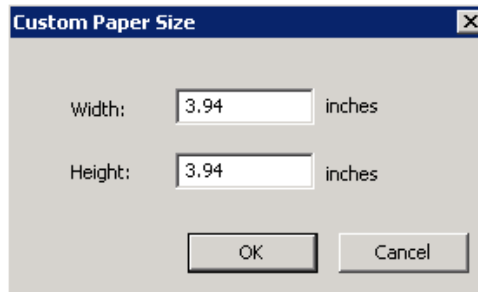 Custom Paper Size
Width: 3.94 inches
Height: 3.94 inches
OK Cancel